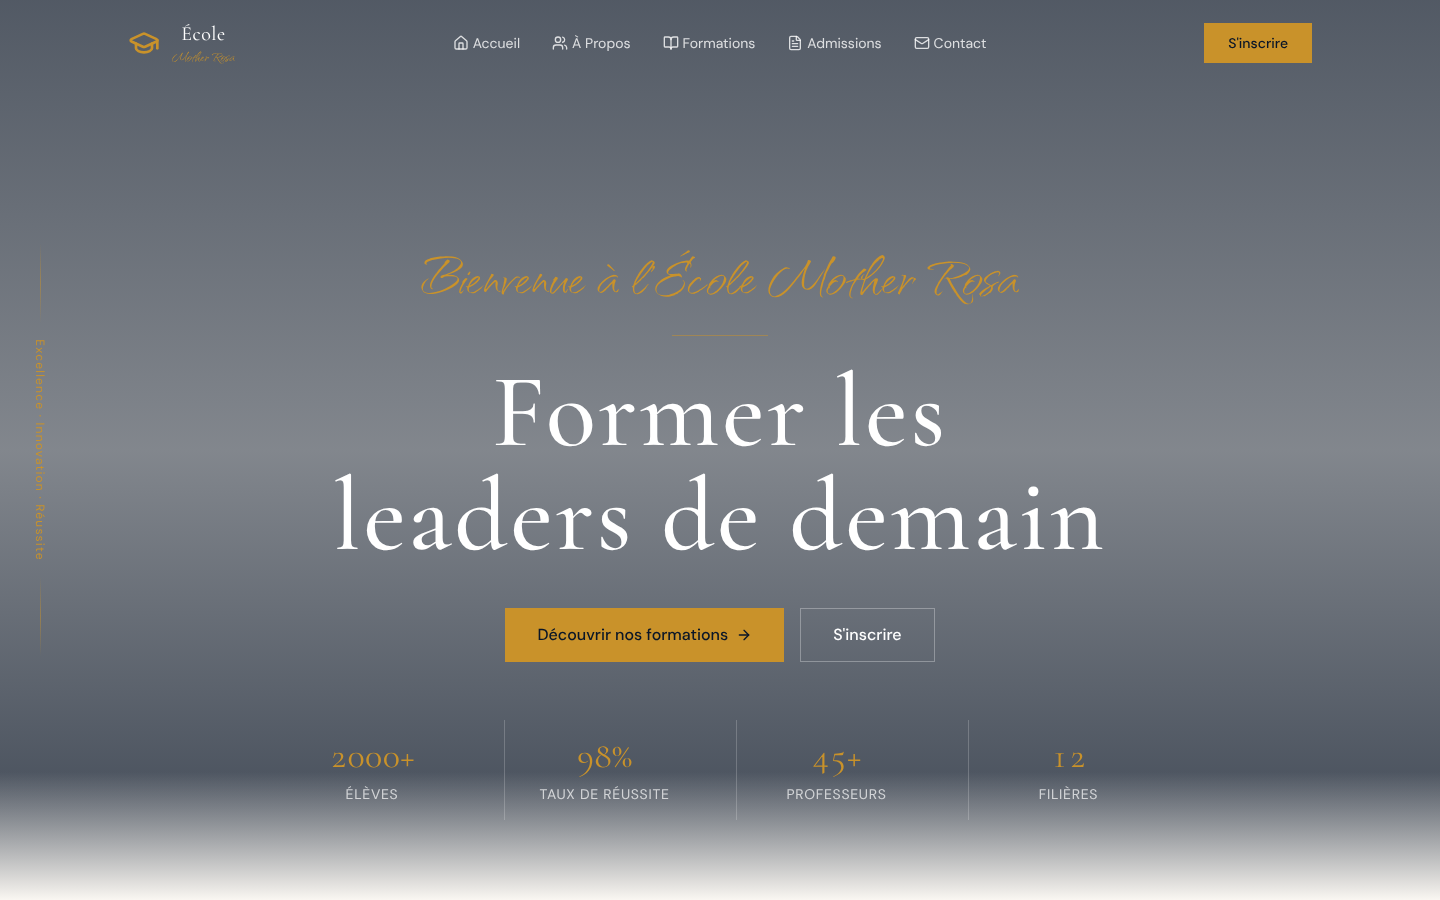 École
Mother Rosa
Accueil
À Propos
Formations
Admissions
Contact
S'inscrire
Excellence · Innovation · Réussite
Bienvenue à l'École Mother Rosa
Former les
leaders de demain
Découvrir nos formations →
S'inscrire
2000+
ÉLÈVES
98%
TAUX DE RÉUSSITE
45+
PROFESSEURS
12
FILIÈRES